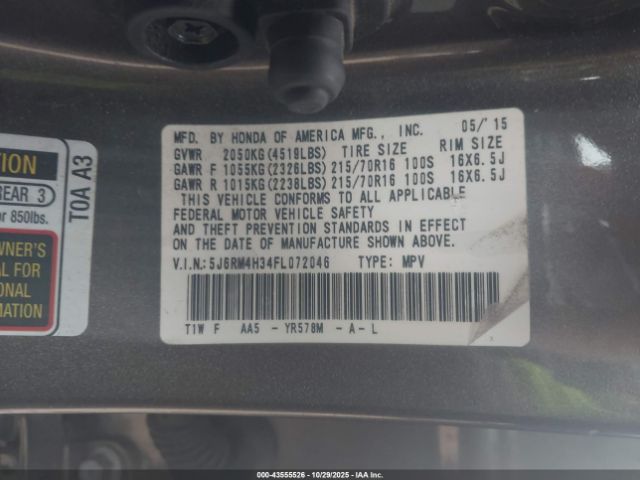 MFD. BY HONDA OF AMERICA MFG., INC. 05/'15
GVWR 2050KG(4519LBS) TIRE SIZE RIM SIZE
GAWR F 1055KG(2326LBS) 215/70R16 100S 16X6.5J
GAWR R 1015KG(2238LBS) 215/70R16 100S 16X6.5J
THIS VEHICLE CONFORMS TO ALL APPLICABLE
FEDERAL MOTOR VEHICLE SAFETY
AND THEFT PREVENTION STANDARDS IN EFFECT
ON THE DATE OF MANUFACTURE SHOWN ABOVE.
V.I.N.:5J6RM4H34FL072046 TYPE: MPV
T1W F AA5 - YR578M - A - L
TION
REAR 3
or 850lbs.
WNER'S
AL FOR
ONAL
MATION
TOA A3
000-43555526 - 10/29/2025 - IAA Inc.